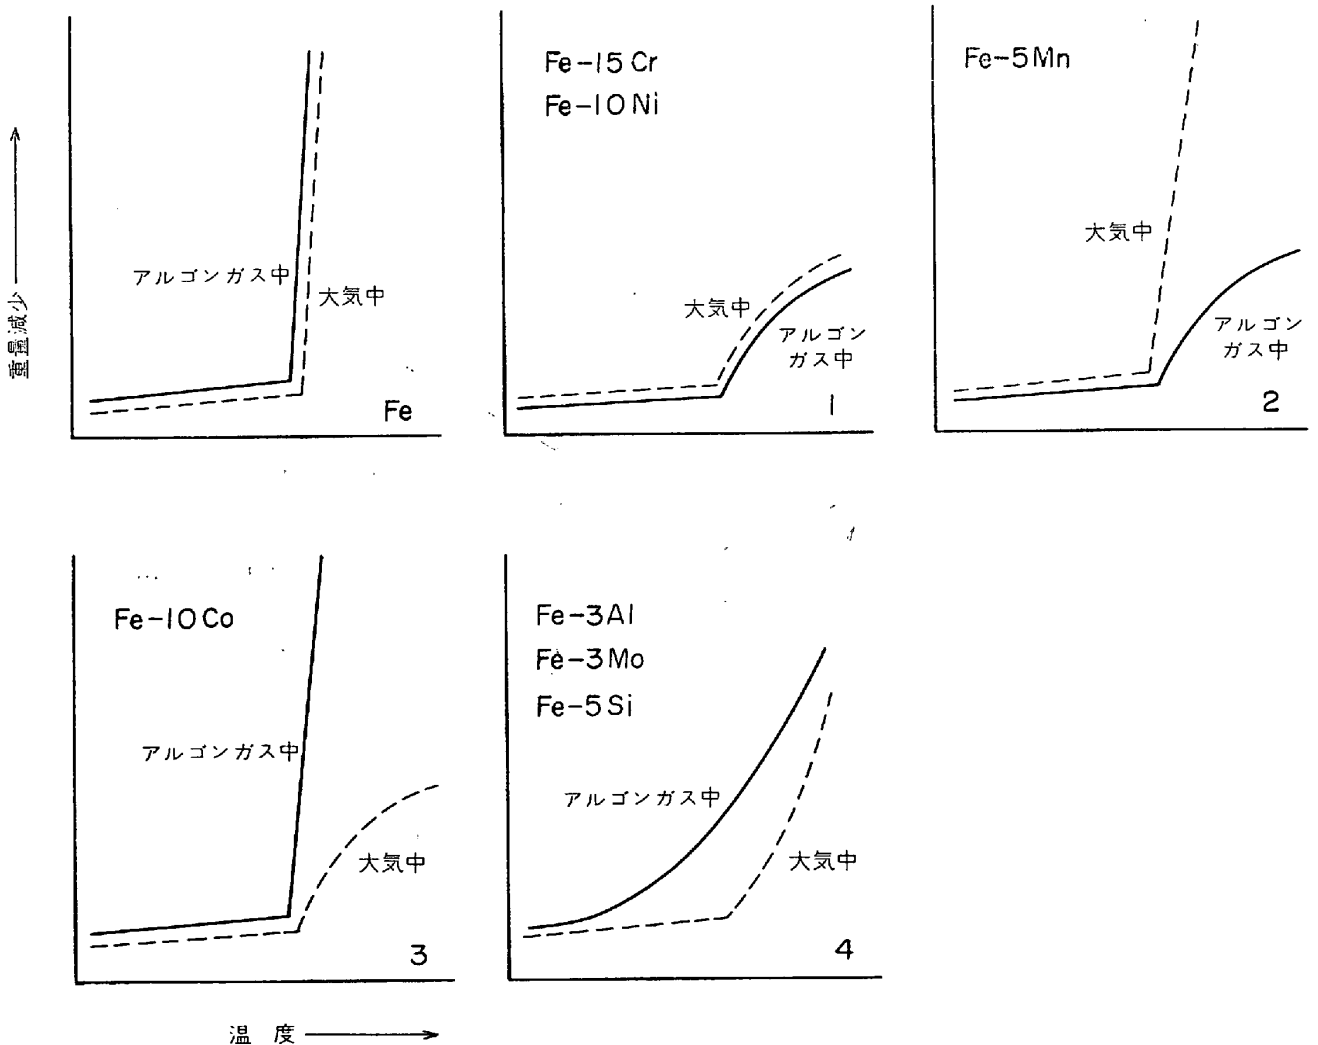 重量減少
アルゴンガス中
大気中
Fe
Fe-15Cr
Fe-10Ni
大気中
アルゴン
ガス中
1
Fe-5Mn
大気中
アルゴン
ガス中
2
Fe-10Co
アルゴンガス中
大気中
3
Fe-3Al
Fe-3Mo
Fe-5Si
アルゴンガス中
大気中
4
温度